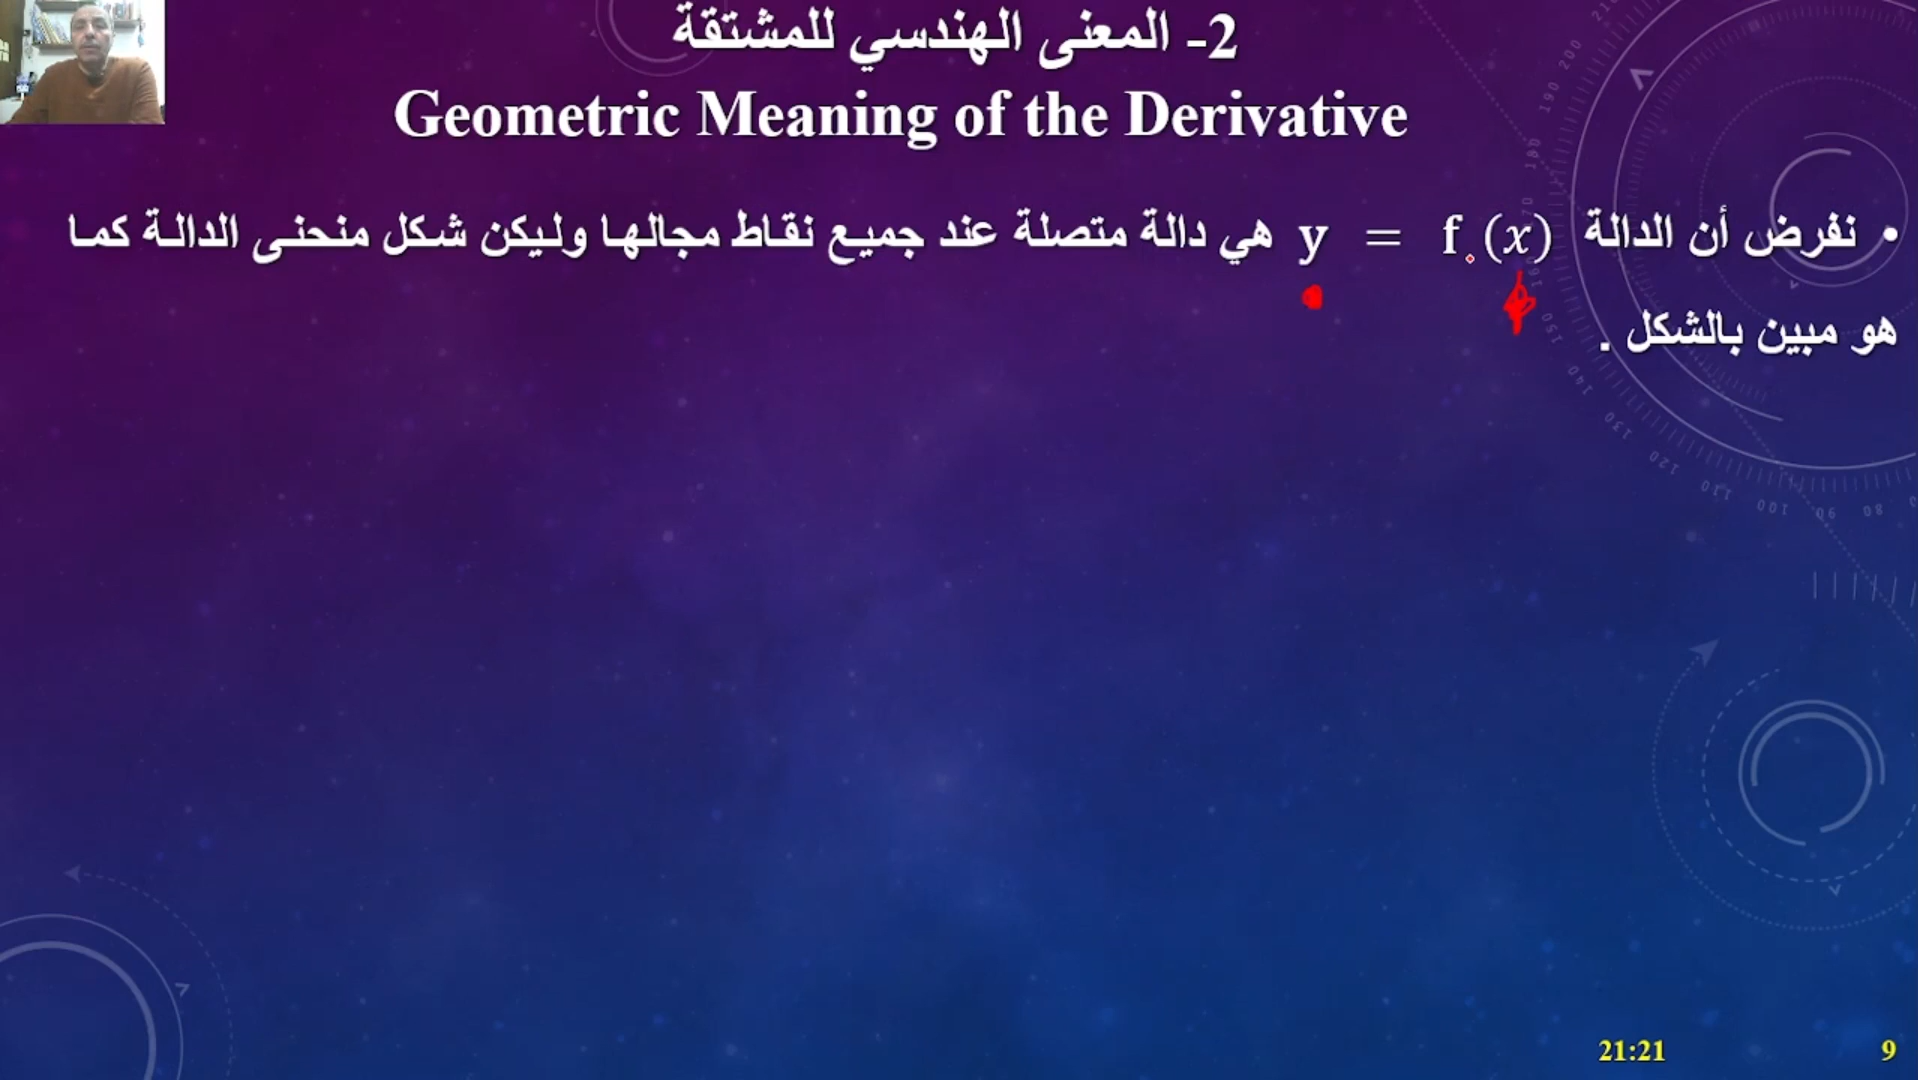 2- المعنى الهندسي للمشتقة
Geometric Meaning of the Derivative
• نفرض أن الدالة y = f (x) هي دالة متصلة عند جميع نقاط مجالها وليكن شكل منحنى الدالة كما
هو مبين بالشكل .
21:21
9